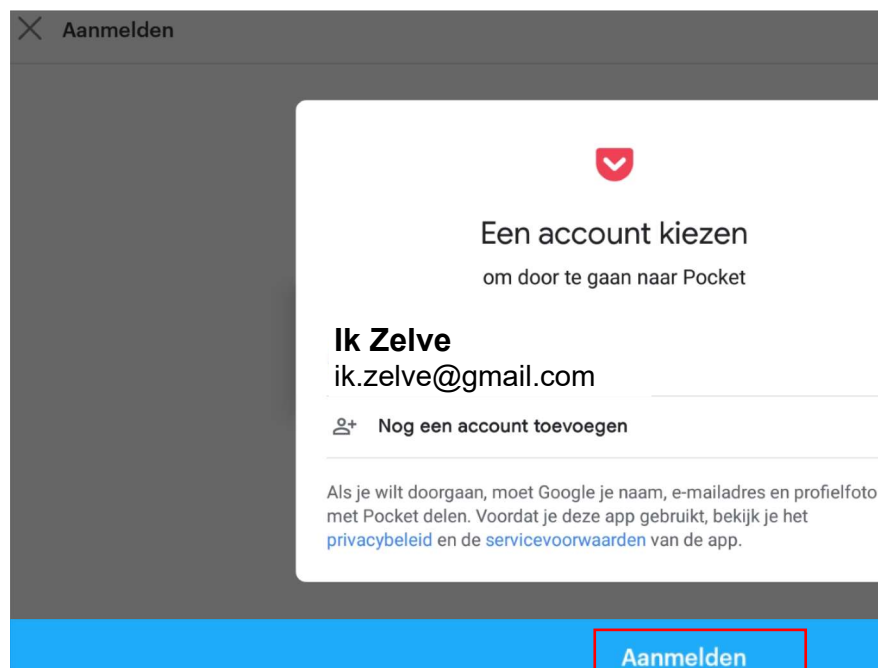 Aanmelden
Een account kiezen
om door te gaan naar Pocket
Ik Zelve
ik.zelve@gmail.com
Nog een account toevoegen
Als je wilt doorgaan, moet Google je naam, e-mailadres en profielfoto
met Pocket delen. Voordat je deze app gebruikt, bekijk je het
privacybeleid en de servicevoorwaarden van de app.
Aanmelden